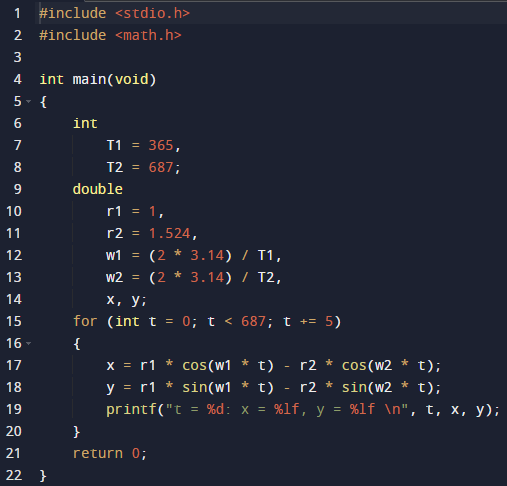 1 #include <stdio.h>
2 #include <math.h>
3
4 int main(void)
5 {
6     int
7         T1 = 365,
8         T2 = 687;
9     double
10         r1 = 1,
11         r2 = 1.524,
12         w1 = (2 * 3.14) / T1,
13         w2 = (2 * 3.14) / T2,
14         x, y;
15     for (int t = 0; t < 687; t += 5)
16     {
17         x = r1 * cos(w1 * t) - r2 * cos(w2 * t);
18         y = r1 * sin(w1 * t) - r2 * sin(w2 * t);
19         printf("t = %d: x = %lf, y = %lf \n", t, x, y);
20     }
21     return 0;
22 }